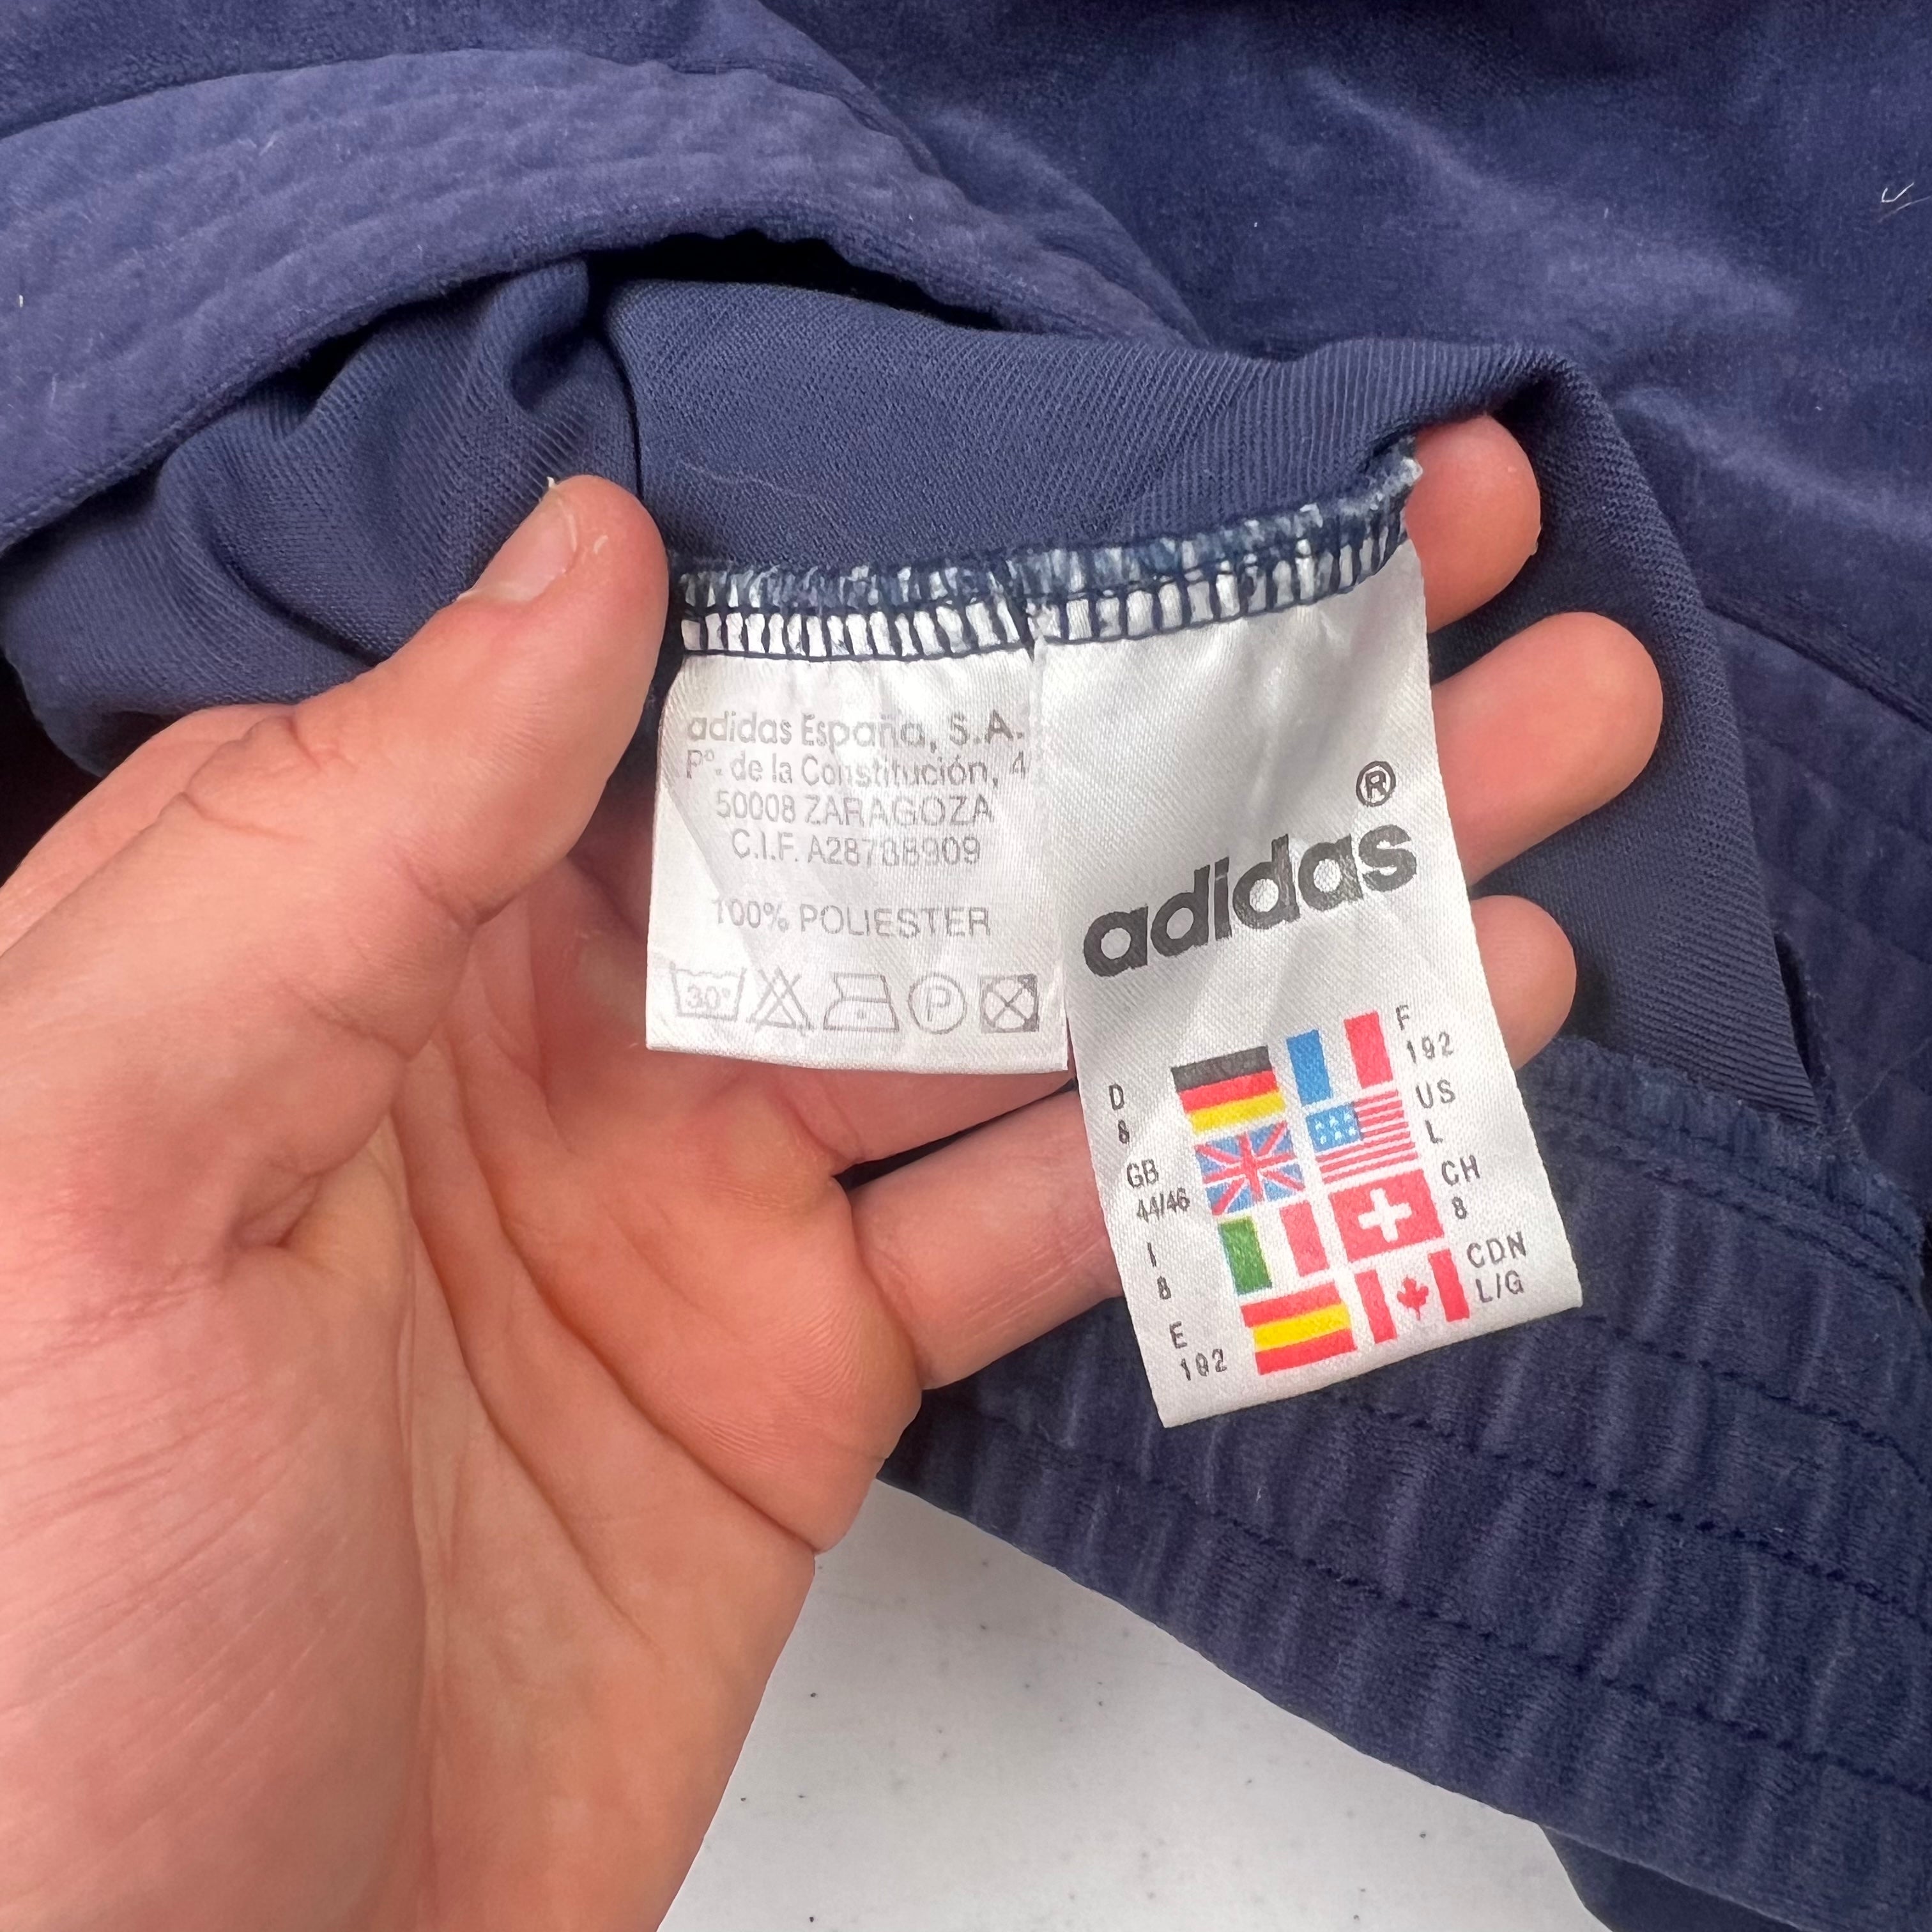 adidas España, S.A.
Pº. de la Constitución, 4
50008 ZARAGOZA
C.I.F. A28788909
100% POLIESTER
30°
P
®
adidas
D
8
F
192
GB
44/46
US
L
I
8
CH
8
E
192
CDN
L/G